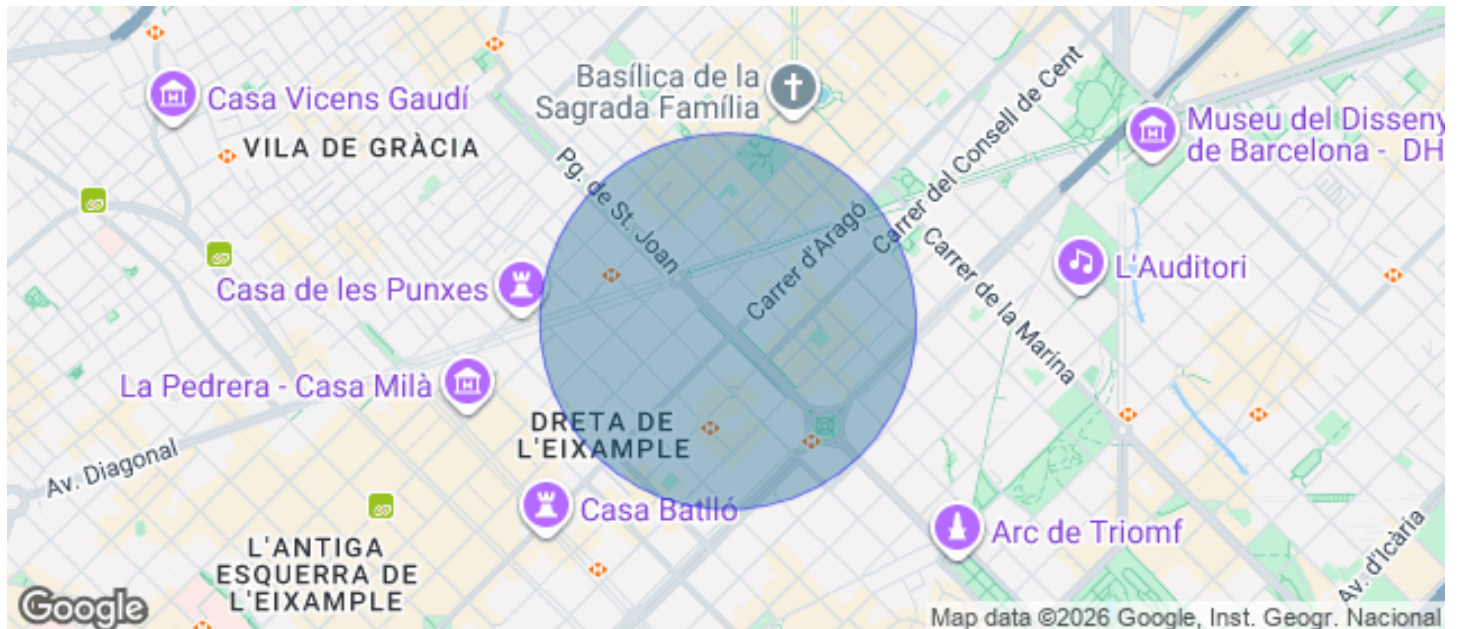 Basílica de la
Sagrada Família
Casa Vicens Gaudí
VILA DE GRÀCIA
Pg. de St. Joan
Carrer del Consell de Cent
Museu del Disseny
de Barcelona - DH
Carrer d'Aragó
Carrer de la Marina
L'Auditori
Casa de les Punxes
La Pedrera - Casa Milà
DRETA DE
L'EIXAMPLE
Av. Diagonal
Casa Batlló
Arc de Triomf
L'ANTIGA
ESQUERRA DE
L'EIXAMPLE
Av. d'Icària
Google
Map data ©2026 Google, Inst. Geogr. Nacional